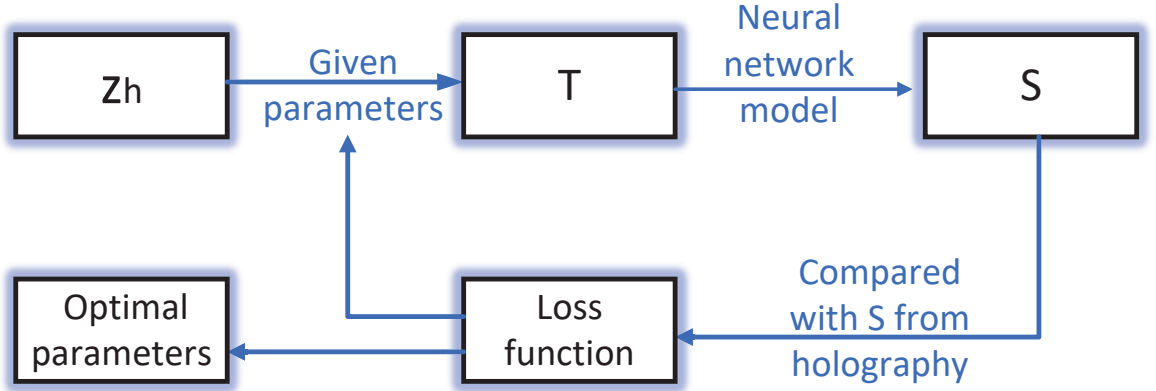 zh
Given
parameters
T
Neural
network
model
S
Optimal
parameters
Loss
function
Compared
with S from
holography